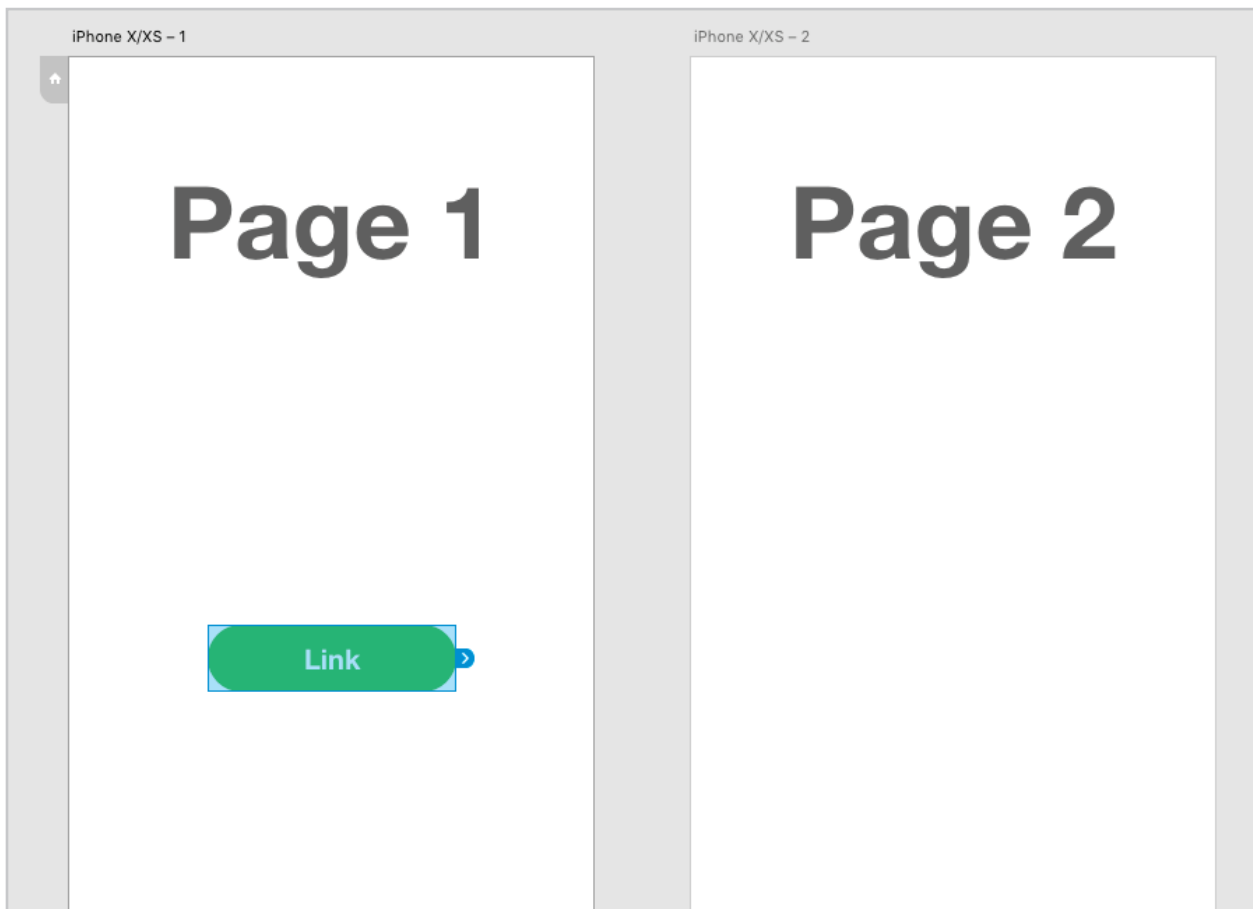 iPhone X/XS – 1
iPhone X/XS – 2
Page 1
Page 2
Link